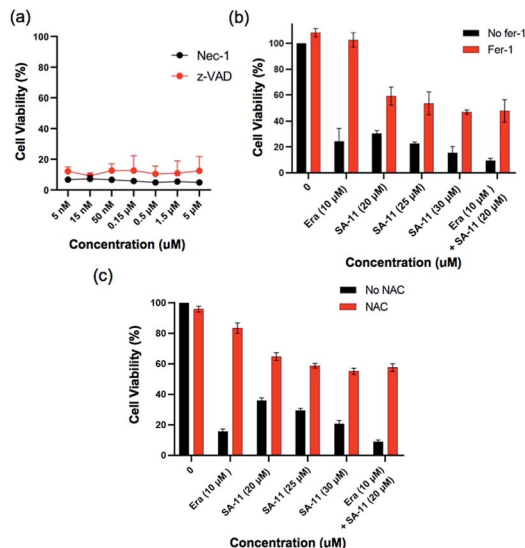 (a)
Nec-1
z-VAD
Cell Viability (%)
100
80
60
40
20
0
5 nM
15 nM
50 nM
0.15 μM
0.5 μM
1.5 μM
5 μM
Concentration (uM)
(b)
No fer-1
Fer-1
Cell Viability (%)
100
80
60
40
20
0
0
Era (10 μM)
SA-11 (20 μM)
SA-11 (25 μM)
SA-11 (30 μM)
Era (10 μM )
+ SA-11 (20 μM)
Concentration (uM)
(c)
No NAC
NAC
Cell Viability (%)
100
80
60
40
20
0
0
Era (10 μM )
SA-11 (20 μM)
SA-11 (25 μM)
SA-11 (30 μM)
Era (10 μM)
+ SA-11 (20 μM)
Concentration (uM)